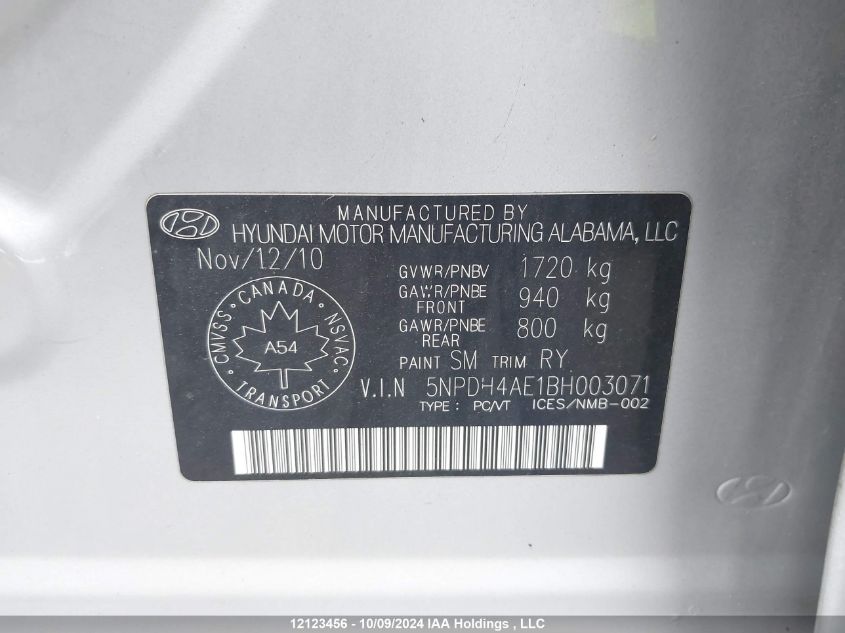 MANUFACTURED BY
HYUNDAI MOTOR MANUFACTURING ALABAMA, LLC
Nov/12/10
GVWR/PNBV 1720 kg
GAWR/PNBE FRONT 940 kg
GAWR/PNBE REAR 800 kg
PAINT SM TRIM RY
V.I.N 5NPDH4AE1BH003071
TYPE : PC/VT ICES/NMB-002
CMVSS • CANADA • NSVAC • TRANSPORT •
A54
12123456 - 10/09/2024 IAA Holdings , LLC